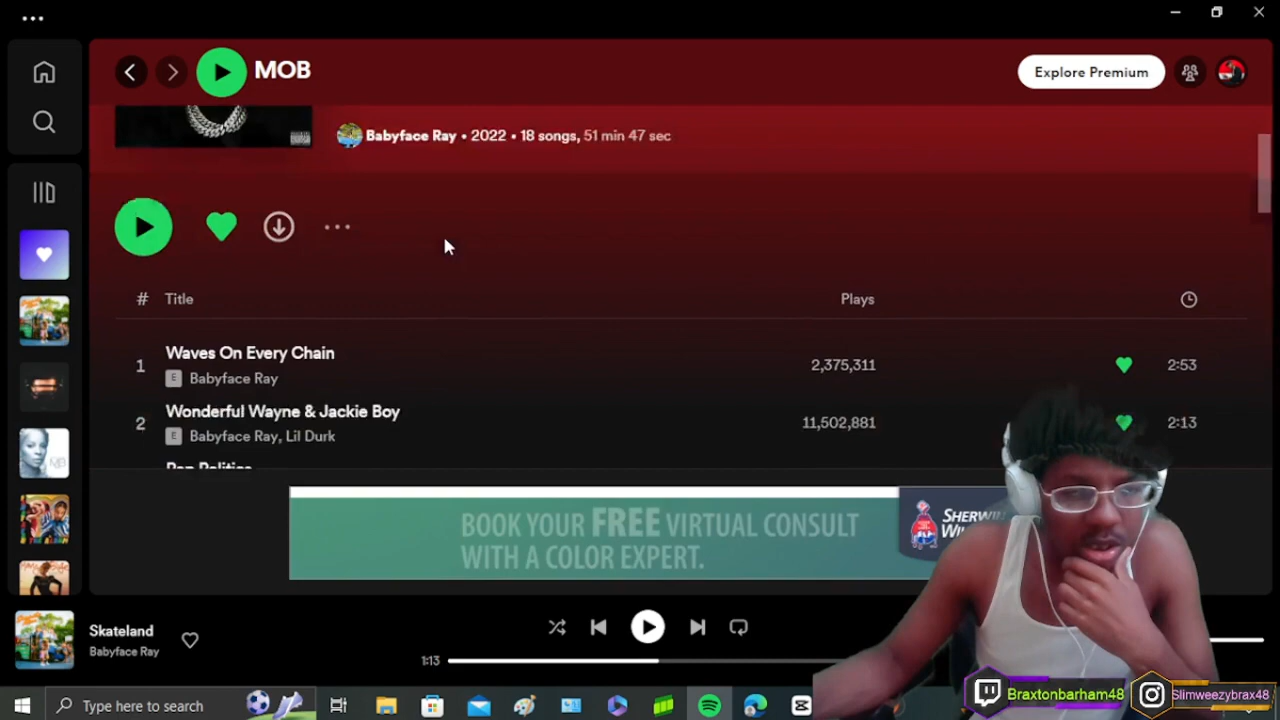 MOB
Explore Premium
Babyface Ray • 2022 • 18 songs, 51 min 47 sec
# Title Plays
1 Waves On Every Chain 2,375,311 2:53
E Babyface Ray
2 Wonderful Wayne & Jackie Boy 11,502,881 2:13
E Babyface Ray, Lil Durk
Pop Politics
BOOK YOUR FREE VIRTUAL CONSULT
WITH A COLOR EXPERT.
SHERWIN
Skateland
Babyface Ray
1:13
Type here to search
Braxtonbarham48
Slimweezybrax48